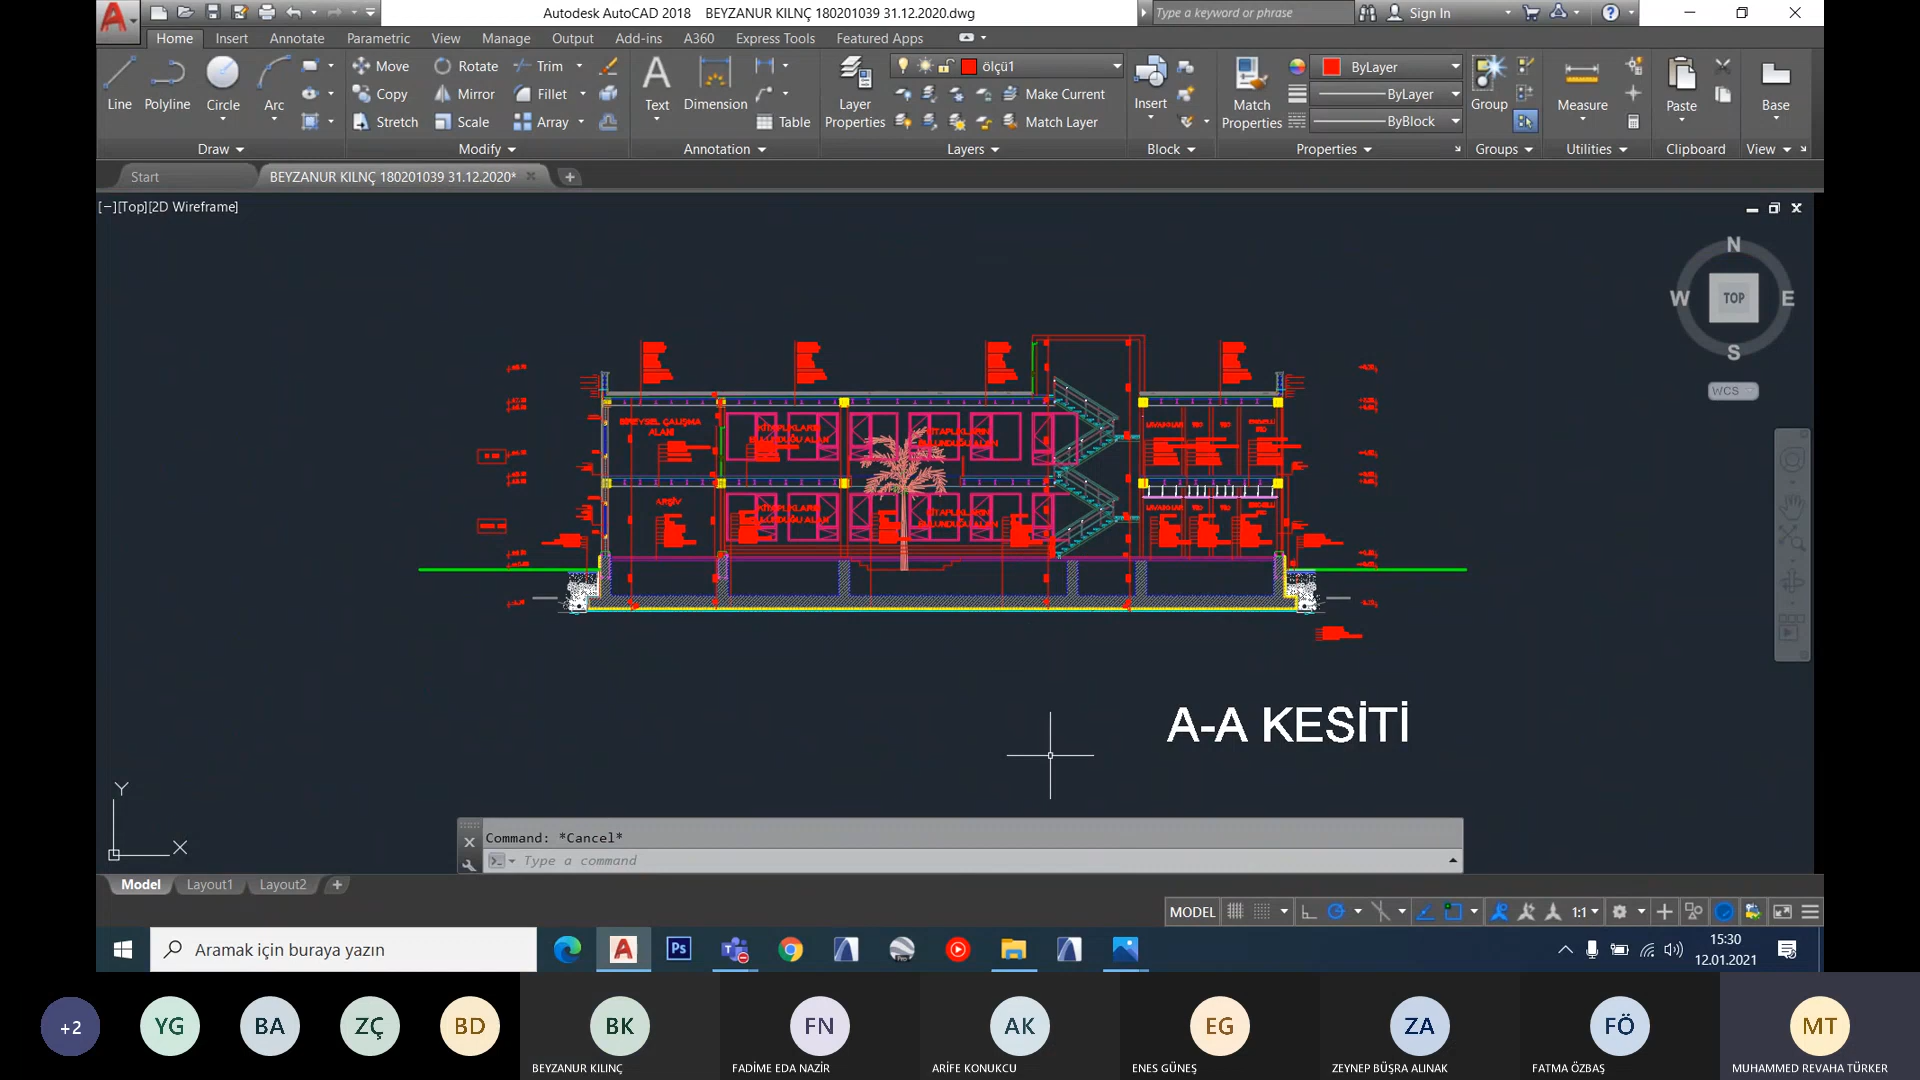 Autodesk AutoCAD 2018 BEYZANUR KILNÇ 180201039 31.12.2020.dwg
Type a keyword or phrase
Sign In
Home Insert Annotate Parametric View Manage Output Add-ins A360 Express Tools Featured Apps
Line Polyline Circle Arc
Move Rotate Trim
Copy Mirror Fillet
Stretch Scale Array
Text Dimension Table
Layer Properties
ölçü1
Make Current
Match Layer
Insert
Match Properties
ByLayer
ByLayer
ByBlock
Group
Measure
Paste
Base
Draw Modify Annotation Layers Block Properties Groups Utilities Clipboard View
Start BEYZANUR KILNÇ 180201039 31.12.2020*
[−][Top][2D Wireframe]
N
W TOP E
S
WCS
BİREYSEL ÇALIŞMA
ALANI
ARŞİV
A-A KESİTİ
Y
X
Command: *Cancel*
Type a command
Model Layout1 Layout2
MODEL 1:1
Aramak için buraya yazın
Ps
Pro
15:30
12.01.2021
+2 YG BA ZÇ BD BK FN AK EG ZA FÖ MT
BEYZANUR KILINÇ FADİME EDA NAZİR ARİFE KONUKCU ENES GÜNEŞ ZEYNEP BÜŞRA ALINAK FATMA ÖZBAŞ MUHAMMED REVAHA TÜRKER